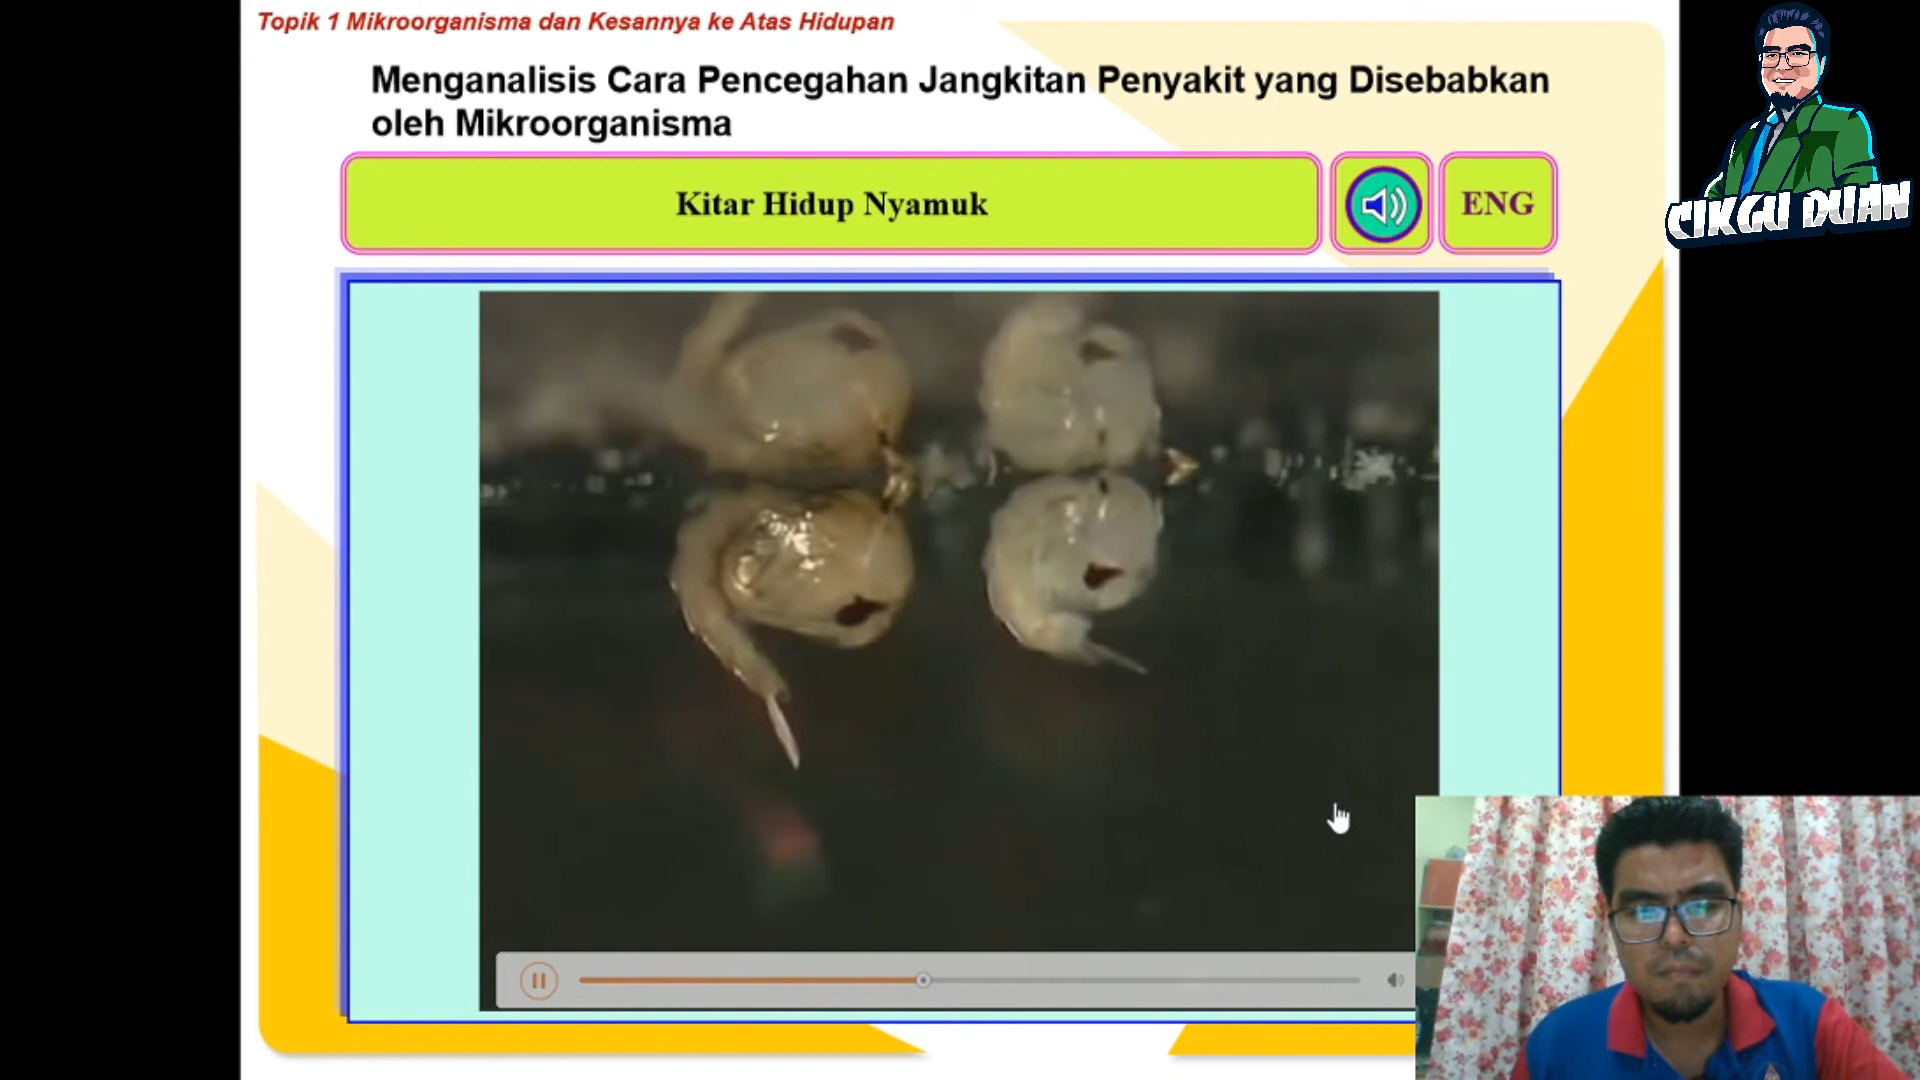 Topik 1 Mikroorganisma dan Kesannya ke Atas Hidupan
Menganalisis Cara Pencegahan Jangkitan Penyakit yang Disebabkan
oleh Mikroorganisma
Kitar Hidup Nyamuk
ENG
CIKGU DUAN